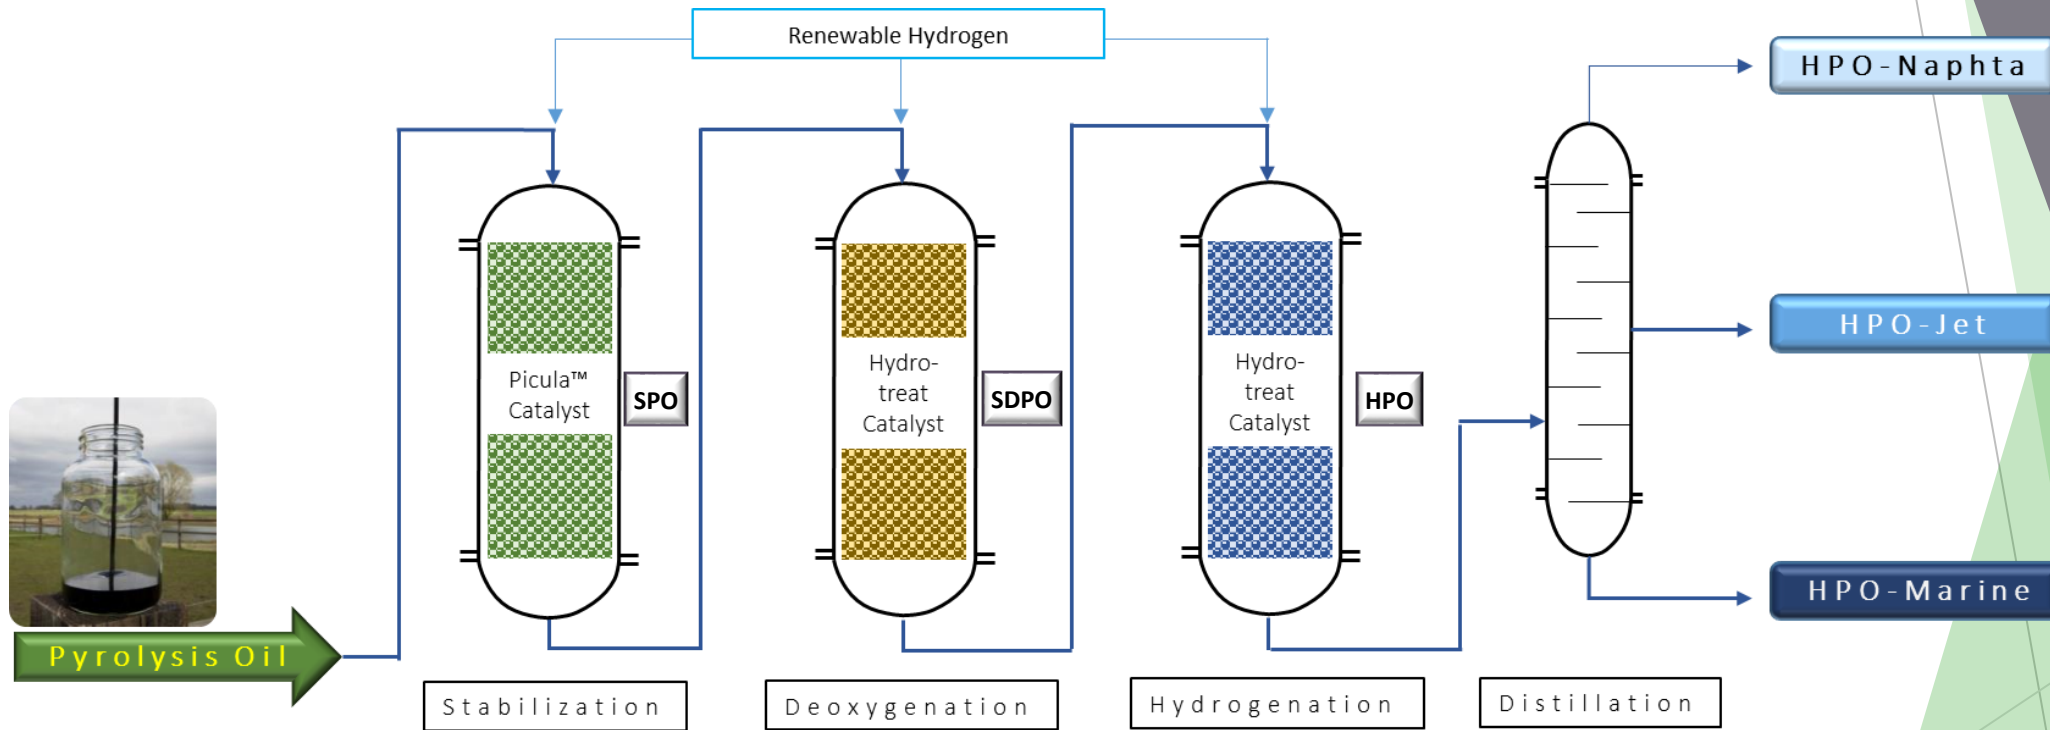 Renewable Hydrogen
HPO-Naphta
HPO-Jet
HPO-Marine
Picula™
Catalyst
SPO
Hydro-
treat
Catalyst
SDPO
Hydro-
treat
Catalyst
HPO
Pyrolysis Oil
Stabilization
Deoxygenation
Hydrogenation
Distillation